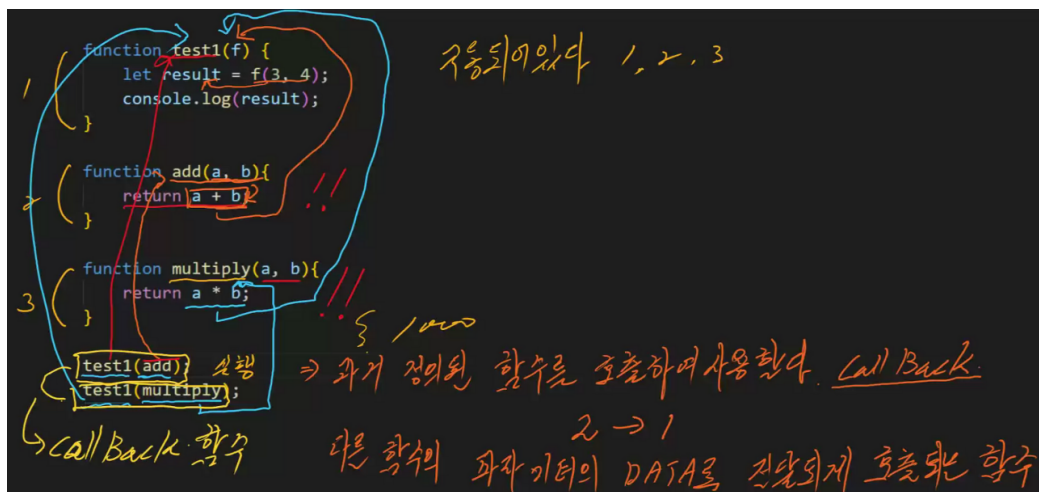 function test1(f) {
구동되어있다 1, 2, 3
let result = f(3, 4);
1
console.log(result);
}
function add(a, b){
2
return a + b;
!!
}
function multiply(a, b){
3
return a * b;
!!
}
1000
test1(add);
실행
⇒ 과거 정의된 함수를 호출하여 사용한다. CallBack.
test1(multiply);
2 → 1
CallBack 함수
다른 함수의 파라미터의 DATA로 전달되게 호출되는 함수